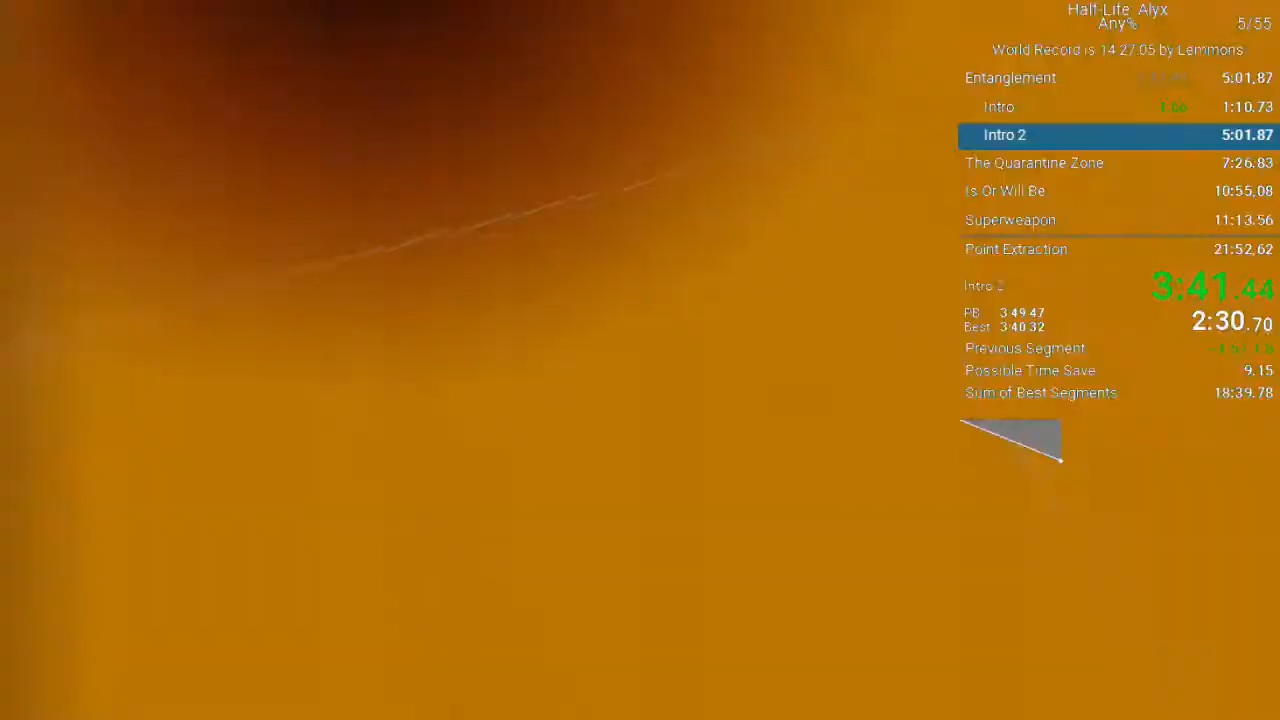 Half-Life Alyx
Any% 5/55
World Record is 14:27.05 by Lemmons
Entanglement 5:01.87
Intro 1:10.73
Intro 2 5:01.87
The Quarantine Zone 7:26.83
Is Or Will Be 10:55.08
Superweapon 11:13.56
Point Extraction 21:52.62
3:41.44
Intro 2
PB 3:49.47
Best 3:40.32
2:30.70
Previous Segment
Possible Time Save 9.15
Sum of Best Segments 18:39.78